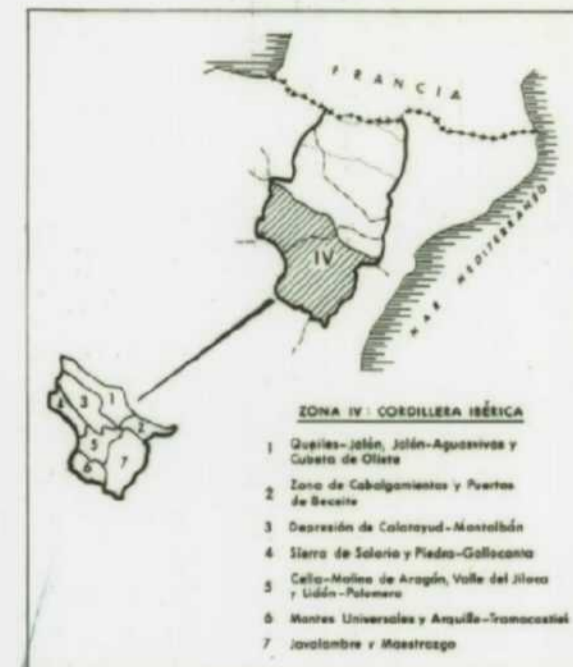 FRANCIA
MAR MEDITERRANEO
IV
1
3
2
4
5
6
7
ZONA IV: CORDILLERA IBÉRICA
1 Queiles-Jalón, Jalón-Aguasvivas y
Cubeta de Oliete
2 Zona de Cabalgamientos y Puertos
de Beceite
3 Depresión de Calatayud-Montalbán
4 Sierra de Solorio y Piedra-Gallocanta
5 Cella-Molina de Aragón, Valle del Jiloca
y Lidón-Palomera
6 Montes Universales y Arquillo-Tramacastiel
7 Javalambre y Maestrazgo